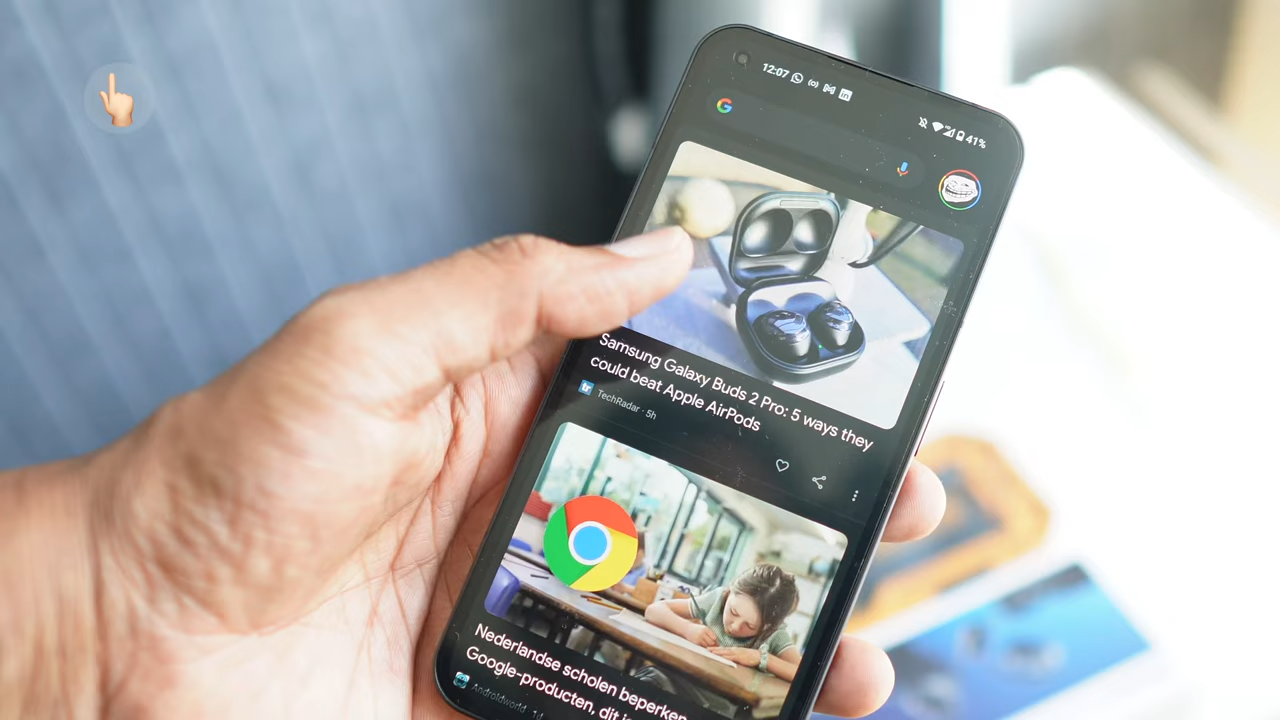 12:07
41%
Samsung Galaxy Buds 2 Pro: 5 ways they
could beat Apple AirPods
TechRadar · 5h
Nederlandse scholen beperken
Google-producten, dit i
Androidworld · 1d